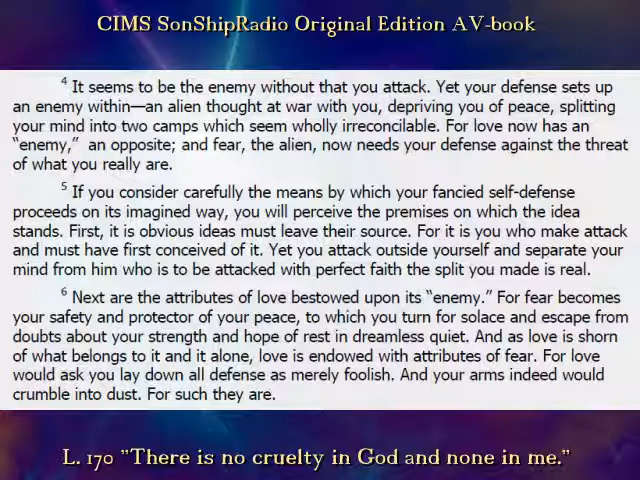 CIMS SonShipRadio Original Edition AV-book
4 It seems to be the enemy without that you attack. Yet your defense sets up
an enemy within—an alien thought at war with you, depriving you of peace, splitting
your mind into two camps which seem wholly irreconcilable. For love now has an
“enemy,” an opposite; and fear, the alien, now needs your defense against the threat
of what you really are.
5 If you consider carefully the means by which your fancied self-defense
proceeds on its imagined way, you will perceive the premises on which the idea
stands. First, it is obvious ideas must leave their source. For it is you who make attack
and must have first conceived of it. Yet you attack outside yourself and separate your
mind from him who is to be attacked with perfect faith the split you made is real.
6 Next are the attributes of love bestowed upon its “enemy.” For fear becomes
your safety and protector of your peace, to which you turn for solace and escape from
doubts about your strength and hope of rest in dreamless quiet. And as love is shorn
of what belongs to it and it alone, love is endowed with attributes of fear. For love
would ask you lay down all defense as merely foolish. And your arms indeed would
crumble into dust. For such they are.
L. 170 "There is no cruelty in God and none in me."